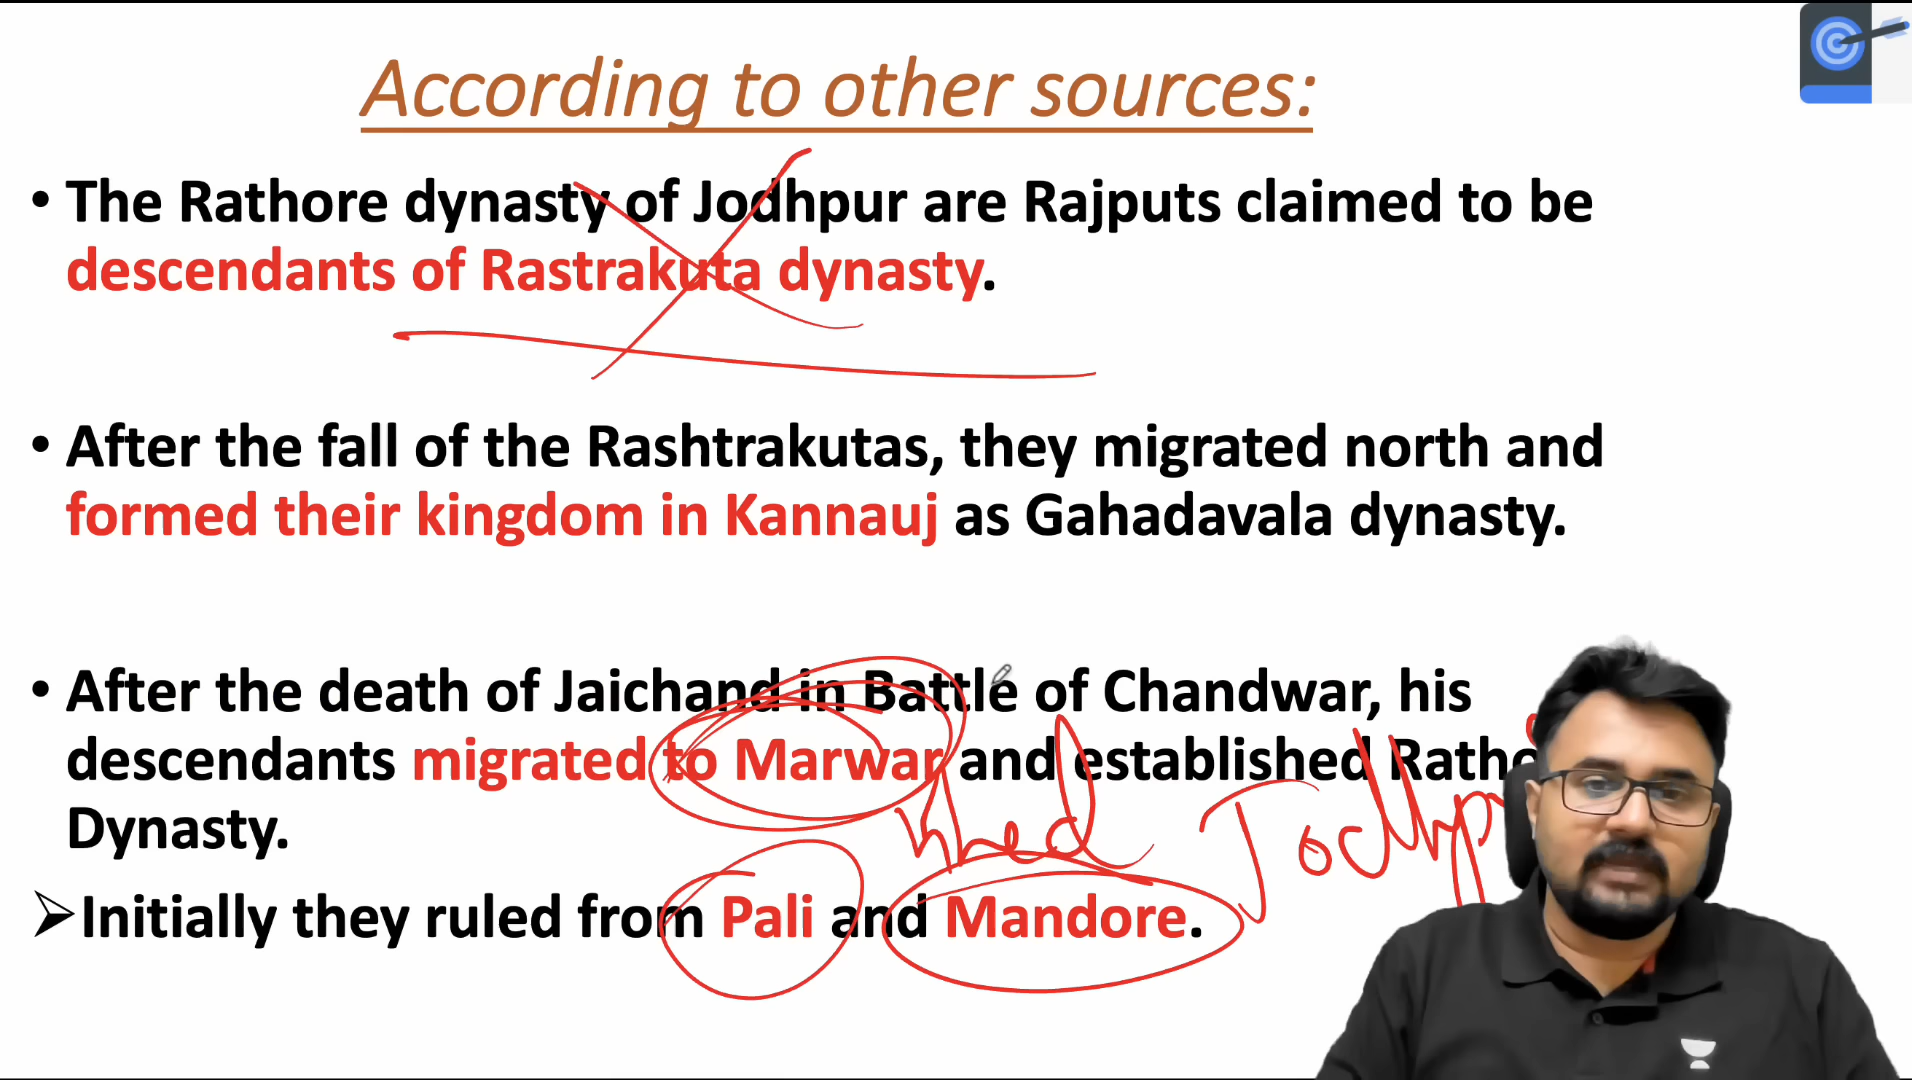 According to other sources:
• The Rathore dynasty of Jodhpur are Rajputs claimed to be
descendants of Rastrakuta dynasty.
• After the fall of the Rashtrakutas, they migrated north and
formed their kingdom in Kannauj as Gahadavala dynasty.
• After the death of Jaichand in Battle of Chandwar, his
descendants migrated to Marwar and established
Dynasty.
➢Initially they ruled from Pali and Mandore.